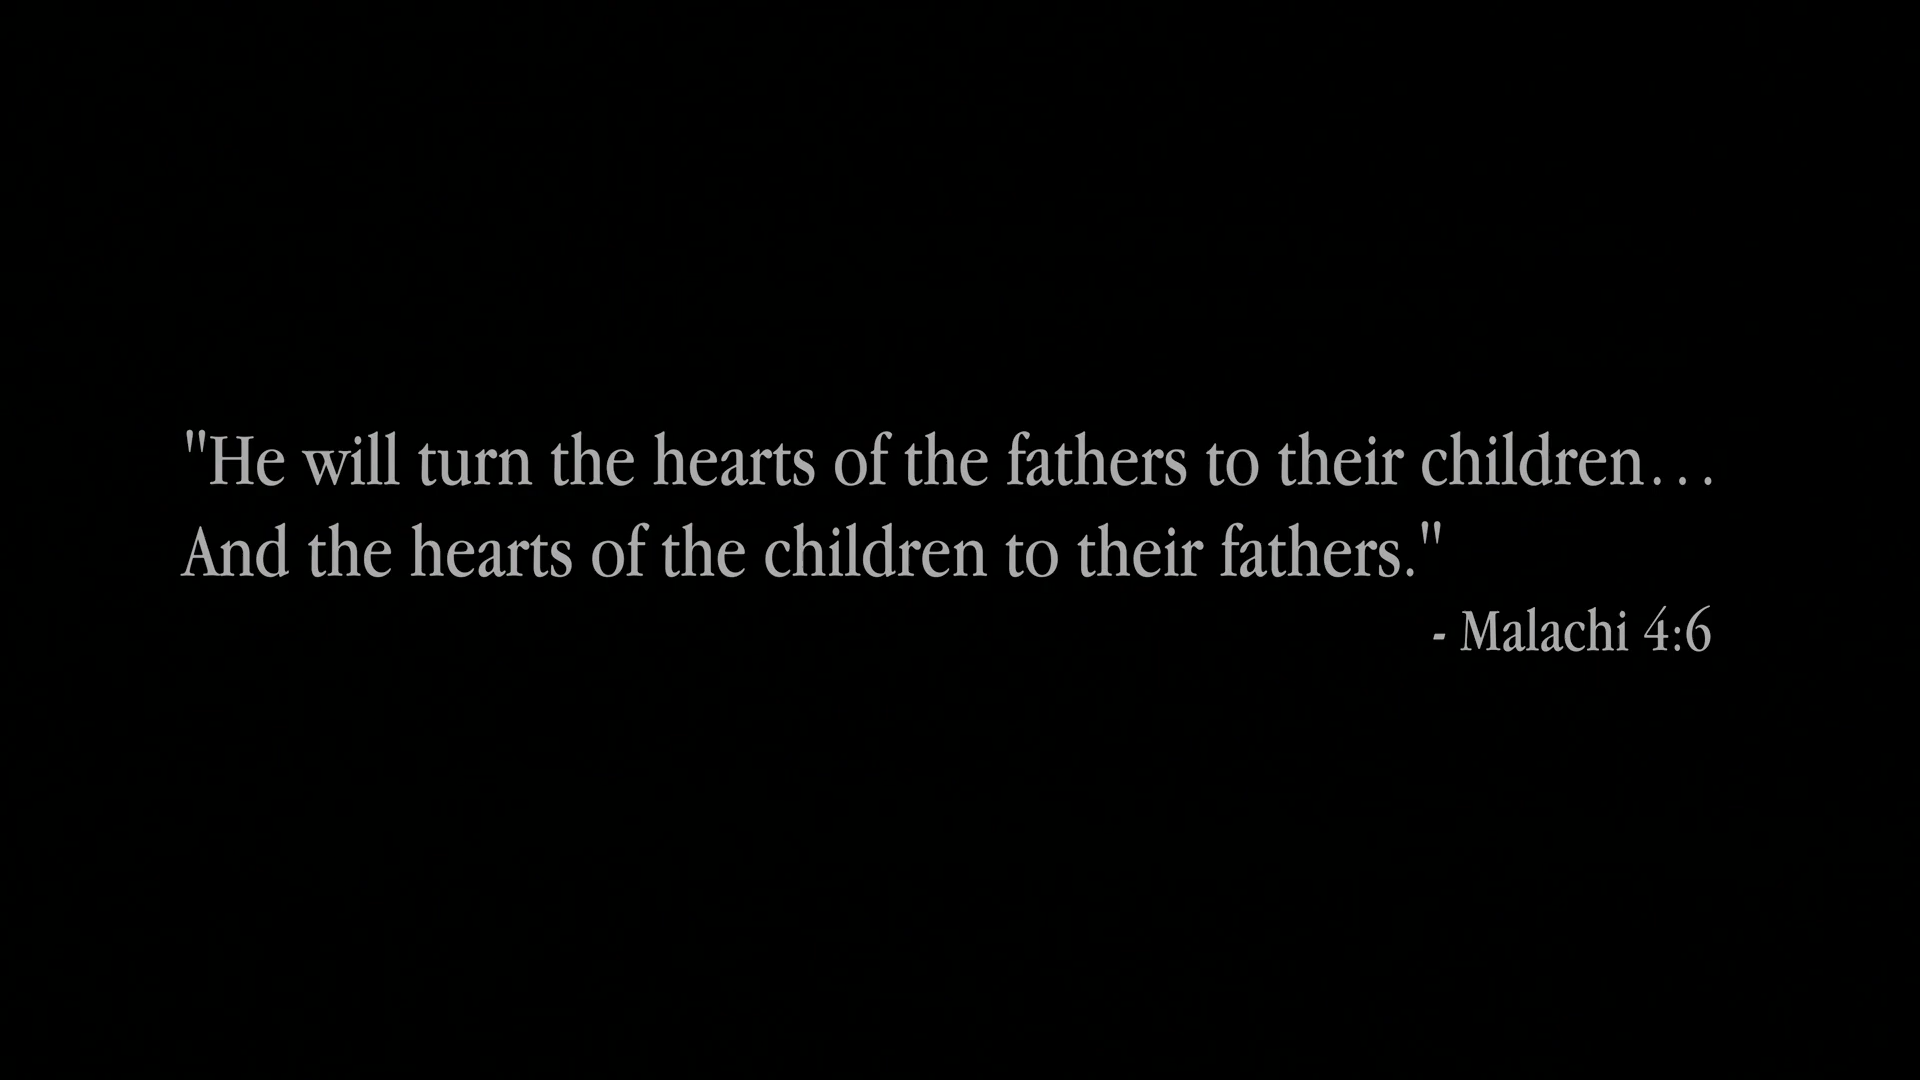 "He will turn the hearts of the fathers to their children...
And the hearts of the children to their fathers."
- Malachi 4:6